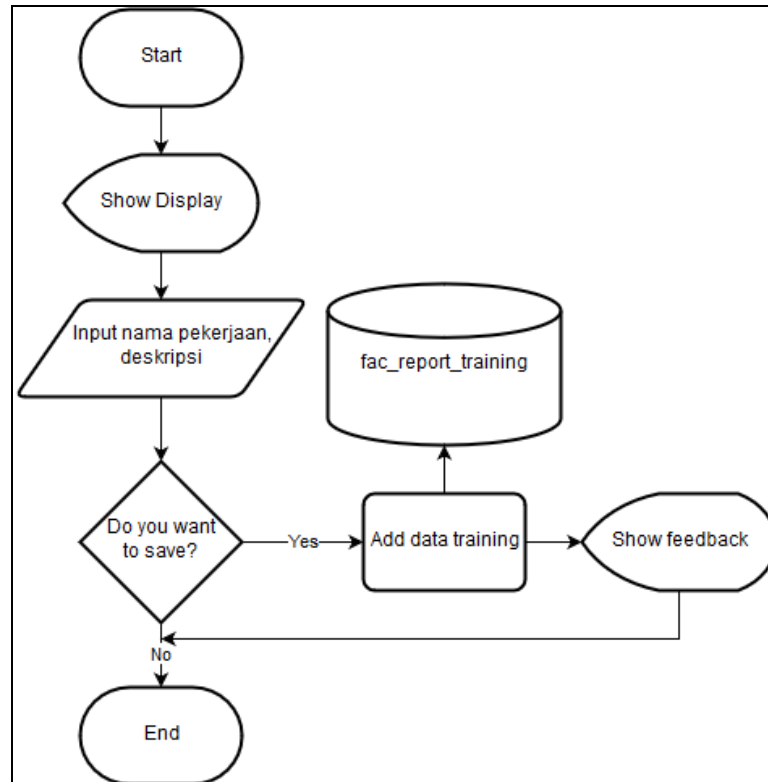 Start
Show Display
Input nama pekerjaan,
deskripsi
fac_report_training
Do you want
to save?
Yes
Add data training
Show feedback
No
End